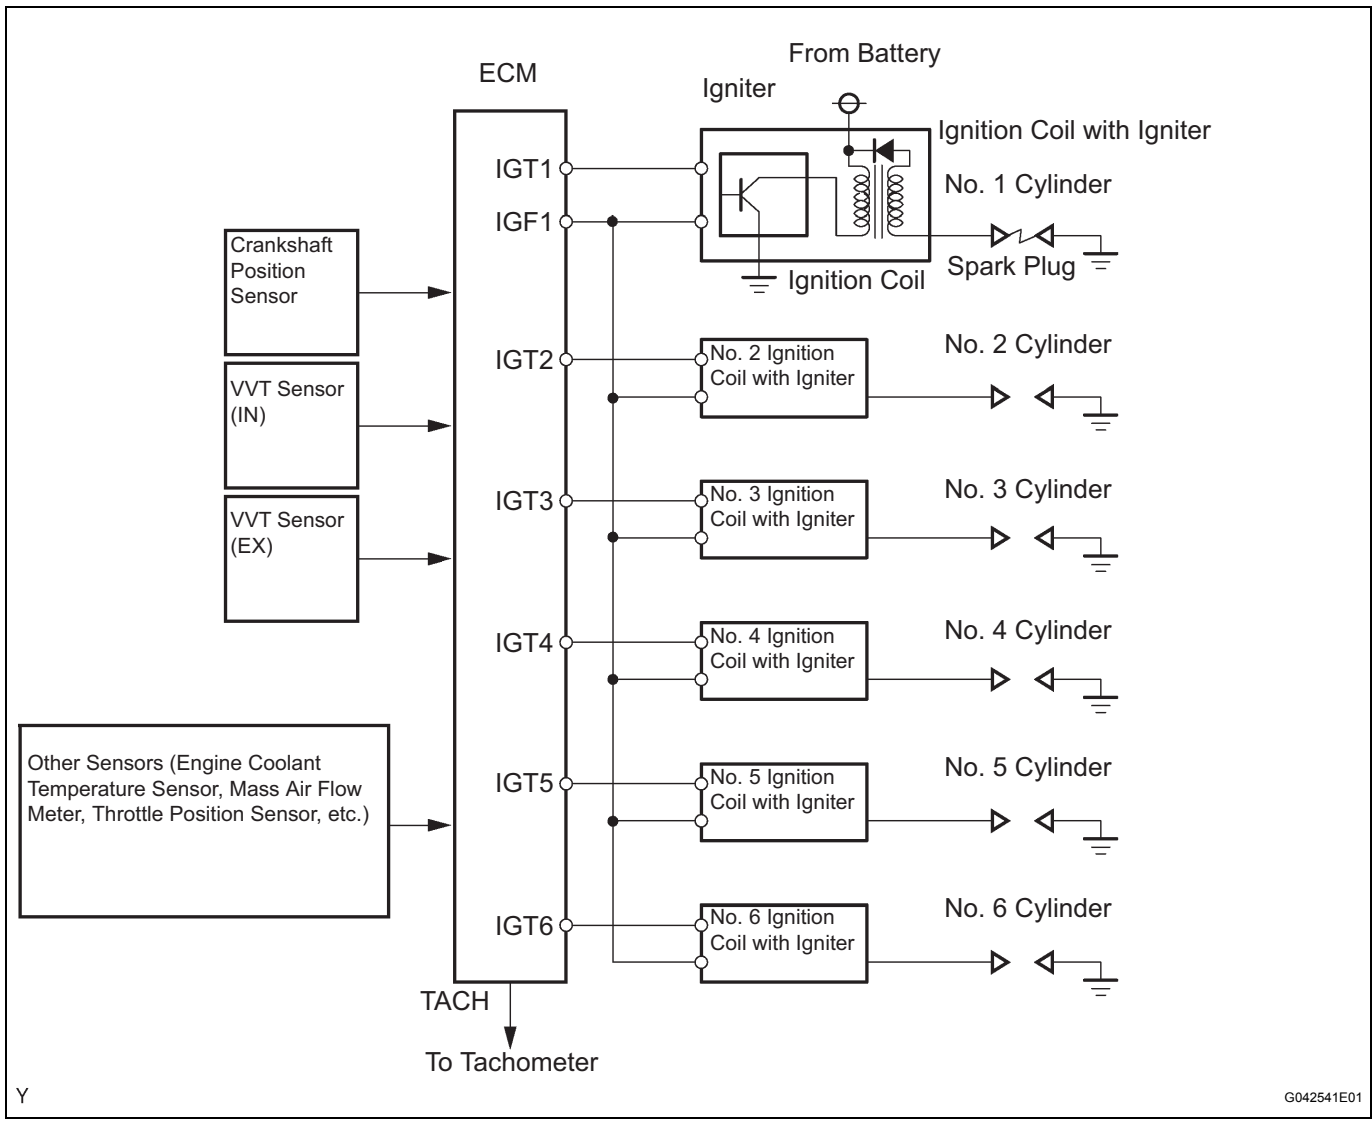 From Battery
ECM
Igniter
Ignition Coil with Igniter
IGT1
No. 1 Cylinder
IGF1
Crankshaft
Position
Sensor
Spark Plug
Ignition Coil
IGT2
No. 2 Ignition
Coil with Igniter
No. 2 Cylinder
VVT Sensor
(IN)
IGT3
No. 3 Ignition
Coil with Igniter
No. 3 Cylinder
VVT Sensor
(EX)
IGT4
No. 4 Ignition
Coil with Igniter
No. 4 Cylinder
Other Sensors (Engine Coolant
Temperature Sensor, Mass Air Flow
Meter, Throttle Position Sensor, etc.)
IGT5
No. 5 Ignition
Coil with Igniter
No. 5 Cylinder
IGT6
No. 6 Ignition
Coil with Igniter
No. 6 Cylinder
TACH
To Tachometer
Y
G042541E01